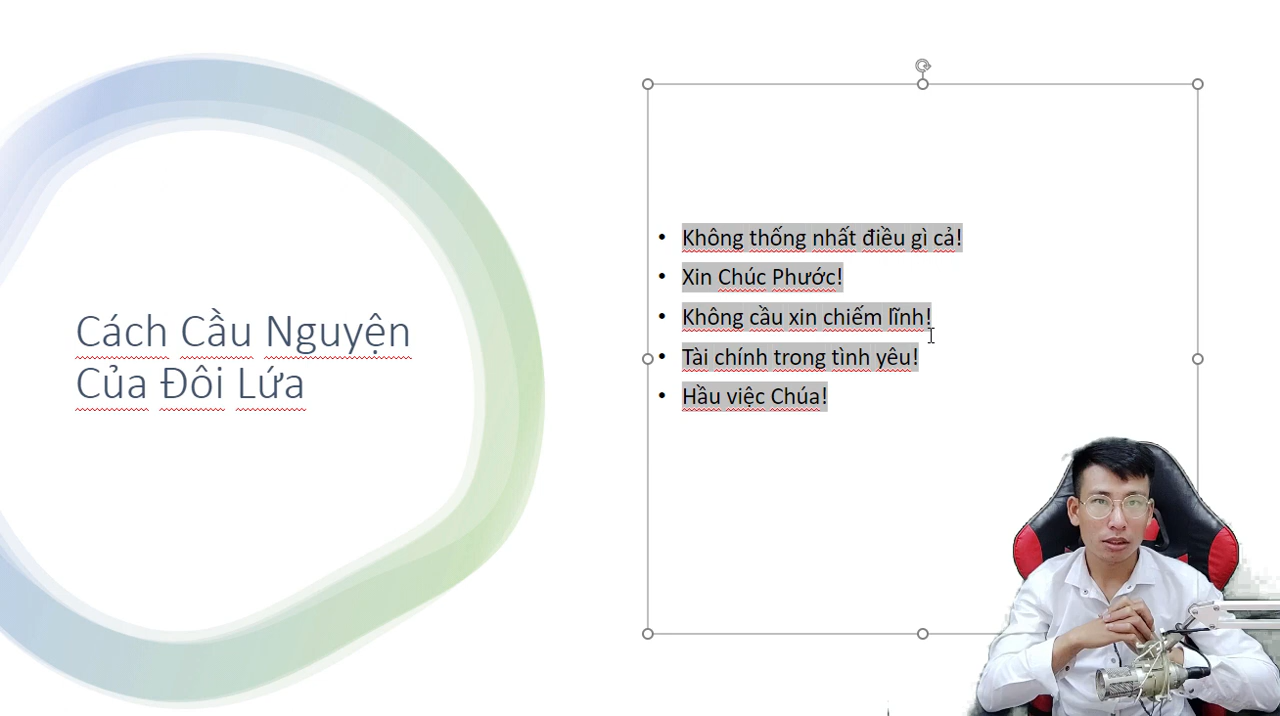 Cách Cầu Nguyện
Của Đôi Lứa
• Không thống nhất điều gì cả!
• Xin Chúc Phước!
• Không cầu xin chiếm lĩnh!
• Tài chính trong tình yêu!
• Hầu việc Chúa!